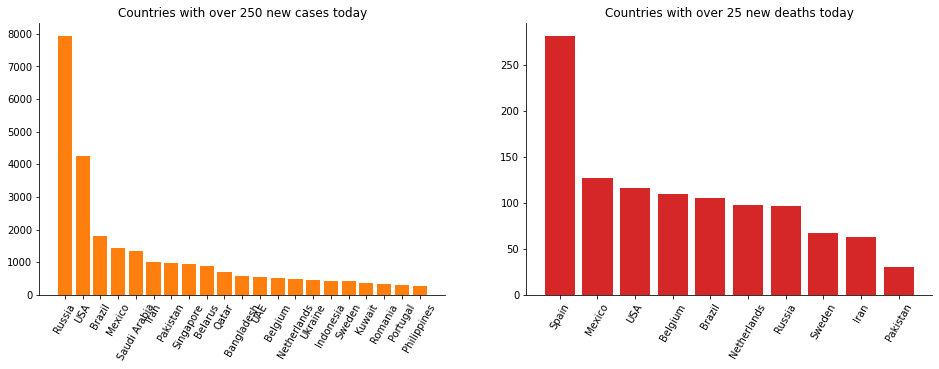 Countries with over 250 new cases today
8000
7000
6000
5000
4000
3000
2000
1000
0
Russia
USA
Brazil
Mexico
Saudi Arabia
Iran
Pakistan
Singapore
Belarus
Qatar
Bangladesh
UAE
Belgium
Netherlands
Ukraine
Indonesia
Sweden
Kuwait
Romania
Portugal
Philippines
Countries with over 25 new deaths today
250
200
150
100
50
0
Spain
Mexico
USA
Belgium
Brazil
Netherlands
Russia
Sweden
Iran
Pakistan